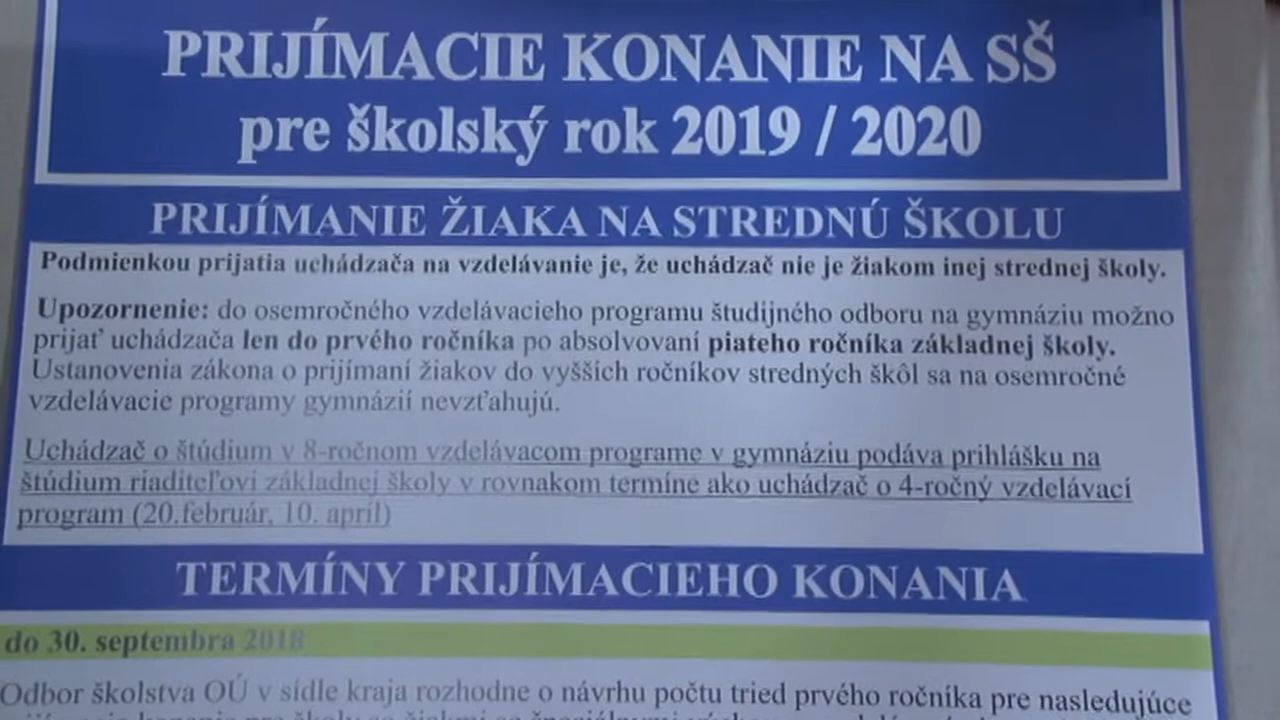 PRIJÍMACIE KONANIE NA SŠ
pre školský rok 2019 / 2020
PRIJÍMANIE ŽIAKA NA STREDNÚ ŠKOLU
Podmienkou prijatia uchádzača na vzdelávanie je, že uchádzač nie je žiakom inej strednej školy.
Upozornenie: do osemročného vzdelávacieho programu študijného odboru na gymnáziu možno
prijať uchádzača len do prvého ročníka po absolvovaní piateho ročníka základnej školy.
Ustanovenia zákona o prijímaní žiakov do vyšších ročníkov stredných škôl sa na osemročné
vzdelávacie programy gymnázií nevzťahujú.
Uchádzač o štúdium v 8-ročnom vzdelávacom programe v gymnáziu podáva prihlášku na
štúdium riaditeľovi základnej školy v rovnakom termíne ako uchádzač o 4-ročný vzdelávací
program (20.február, 10. apríl)
TERMÍNY PRIJÍMACIEHO KONANIA
do 30. septembra 2018
Odbor školstva OÚ v sídle kraja rozhodne o návrhu počtu tried prvého ročníka pre nasledujúce